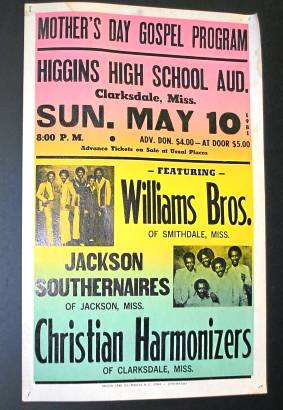 MOTHER'S DAY GOSPEL PROGRAM
HIGGINS HIGH SCHOOL AUD.
Clarksdale, Miss.
SUN. MAY 10 1981
8:00 P. M. • ADV. DON. $4.00 — AT DOOR $5.00
Advance Tickets on Sale at Usual Places
– FEATURING –
Williams Bros.
OF SMITHDALE, MISS.
JACKSON
SOUTHERNAIRES
OF JACKSON, MISS.
Christian Harmonizers
OF CLARKSDALE, MISS.